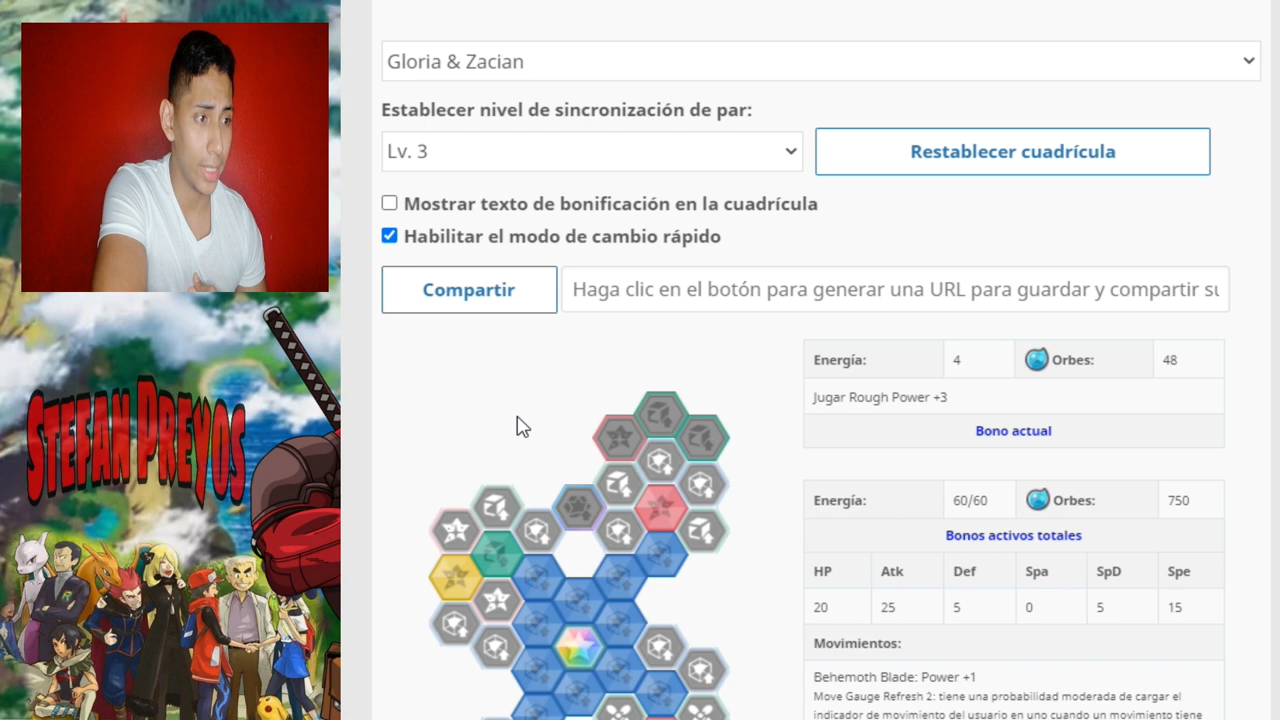 Gloria & Zacian
Establecer nivel de sincronización de par:
Lv. 3
Restablecer cuadrícula
Mostrar texto de bonificación en la cuadrícula
Habilitar el modo de cambio rápido
Compartir
Haga clic en el botón para generar una URL para guardar y compartir su
STEFAN PREYOS
Energía: 4 Orbes: 48
Jugar Rough Power +3
Bono actual
Energía: 60/60 Orbes: 750
Bonos activos totales
HP Atk Def Spa SpD Spe
20 25 5 0 5 15
Movimientos:
Behemoth Blade: Power +1
Move Gauge Refresh 2: tiene una probabilidad moderada de cargar el
indicador de movimiento del usuario en uno cuando un movimiento tiene